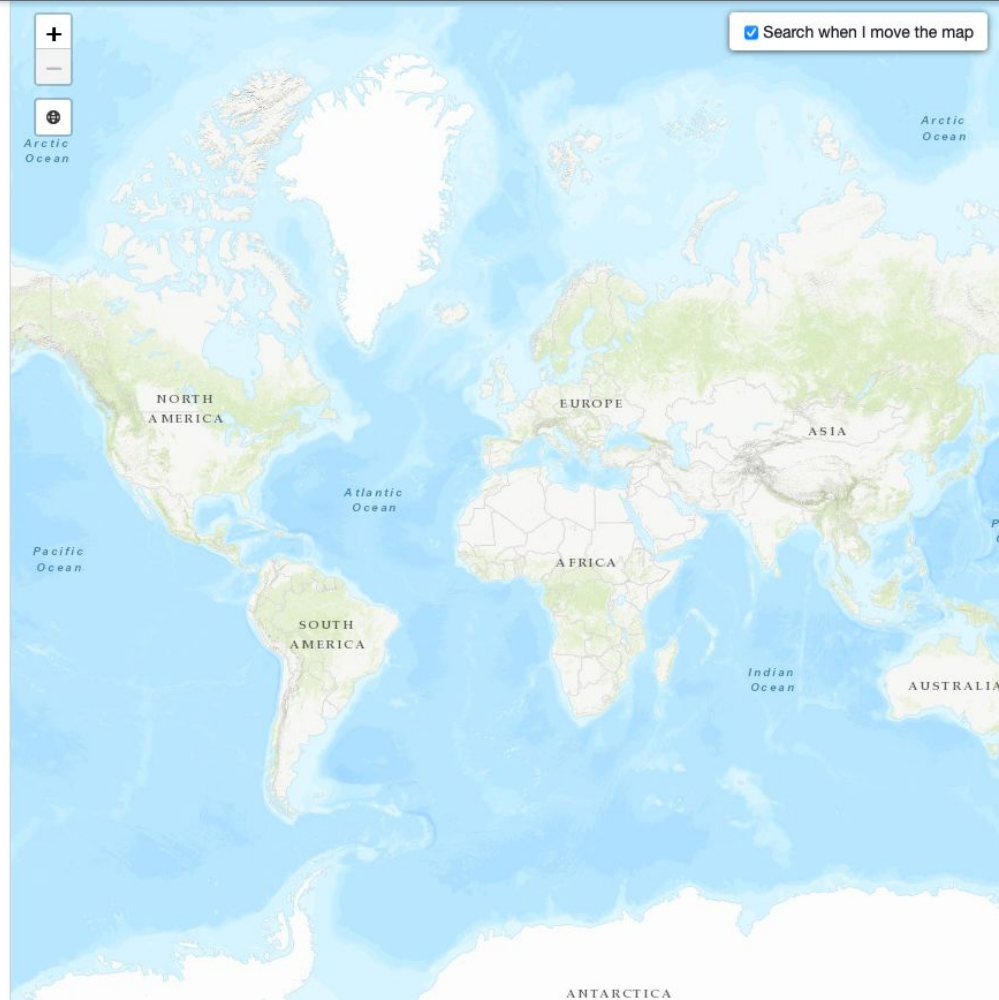 +
Search when I move the map
−
Arctic
Ocean
Arctic
Ocean
NORTH
AMERICA
EUROPE
ASIA
Atlantic
Ocean
Pacific
Ocean
AFRICA
SOUTH
AMERICA
Indian
Ocean
AUSTRALIA
ANTARCTICA